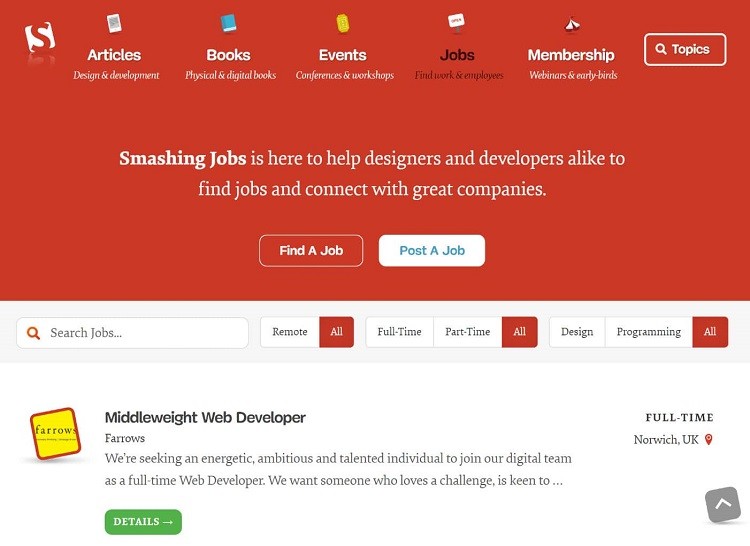 Articles
Design & development
Books
Physical & digital books
Events
Conferences & workshops
OPEN
Jobs
Find work & employees
Membership
Webinars & early-birds
Topics
Smashing Jobs is here to help designers and developers alike to
find jobs and connect with great companies.
Find A Job
Post A Job
Search Jobs...
Remote
All
Full-Time
Part-Time
All
Design
Programming
All
farrows
Middleweight Web Developer
Farrows
We're seeking an energetic, ambitious and talented individual to join our digital team
as a full-time Web Developer. We want someone who loves a challenge, is keen to ...
DETAILS →
FULL-TIME
Norwich, UK